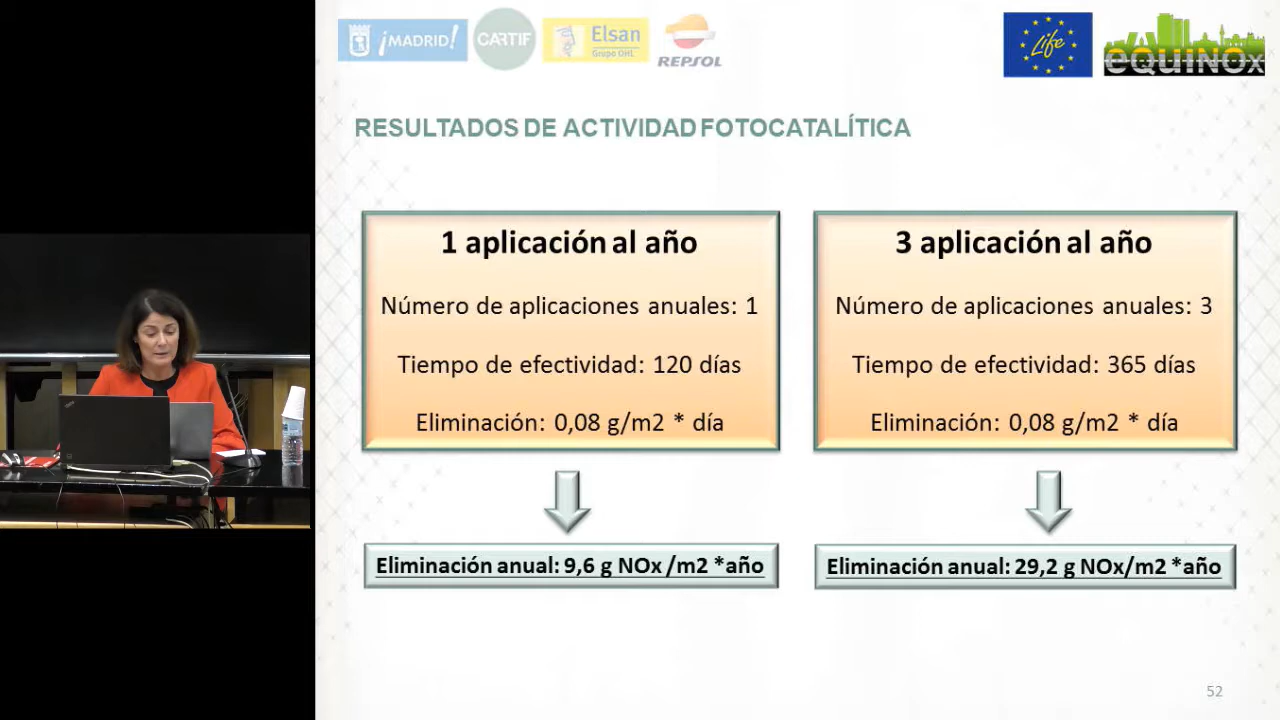 ¡MADRID!
CARTIF
Elsan
Grupo OHL
REPSOL
Life
eQUINOx
RESULTADOS DE ACTIVIDAD FOTOCATALÍTICA
1 aplicación al año
Número de aplicaciones anuales: 1
Tiempo de efectividad: 120 días
Eliminación: 0,08 g/m2 * día
Eliminación anual: 9,6 g NOx /m2 *año
3 aplicación al año
Número de aplicaciones anuales: 3
Tiempo de efectividad: 365 días
Eliminación: 0,08 g/m2 * día
Eliminación anual: 29,2 g NOx/m2 *año
52